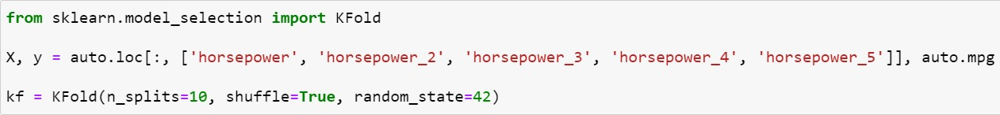 from sklearn.model_selection import KFold
X, y = auto.loc[:, ['horsepower', 'horsepower_2', 'horsepower_3', 'horsepower_4', 'horsepower_5']], auto.mpg
kf = KFold(n_splits=10, shuffle=True, random_state=42)